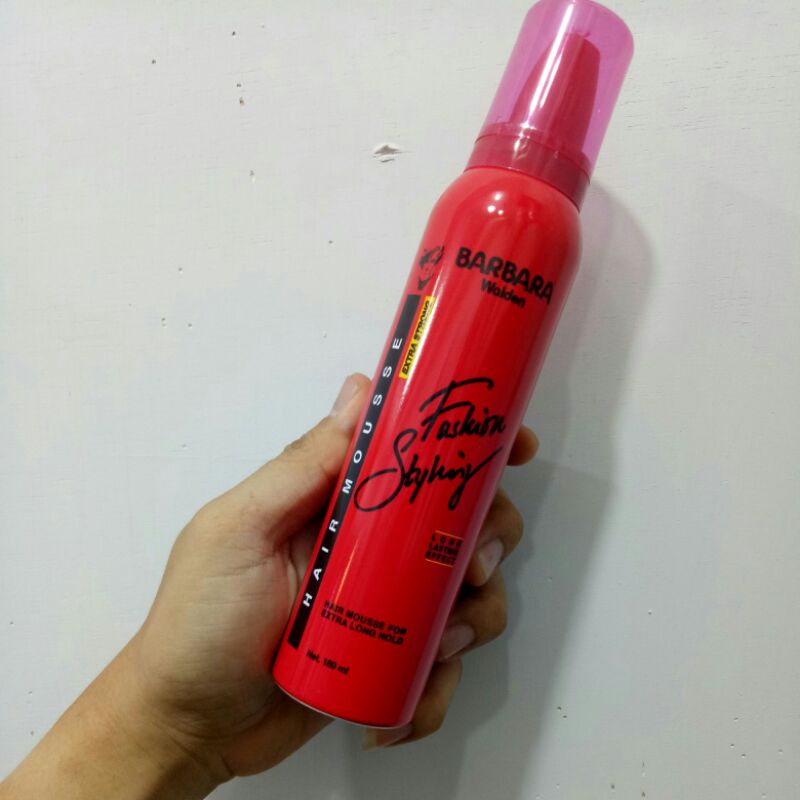 BARBARA
Walden
EXTRA STRONG
HAIR MOUSSE
Fashion
Styling
LONG
LASTING
EFFECT
HAIR MOUSSE FOR
EXTRA LONG HOLD
Net. 180 ml